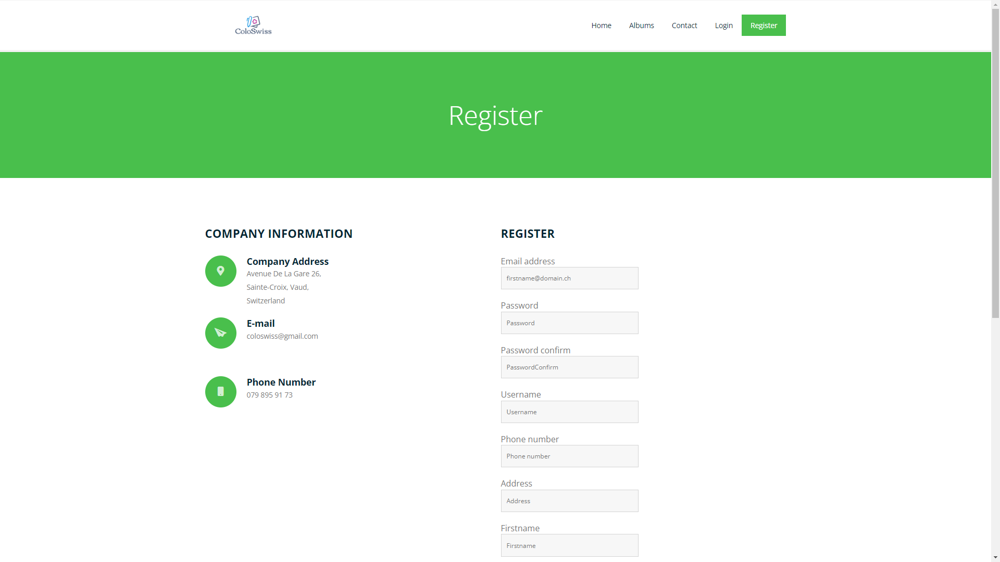 ColoSwiss
Home Albums Contact Login Register
Register
COMPANY INFORMATION
Company Address
Avenue De La Gare 26,
Sainte-Croix, Vaud,
Switzerland
E-mail
coloswiss@gmail.com
Phone Number
079 895 91 73
REGISTER
Email address
firstname@domain.ch
Password
Password
Password confirm
PasswordConfirm
Username
Username
Phone number
Phone number
Address
Address
Firstname
Firstname